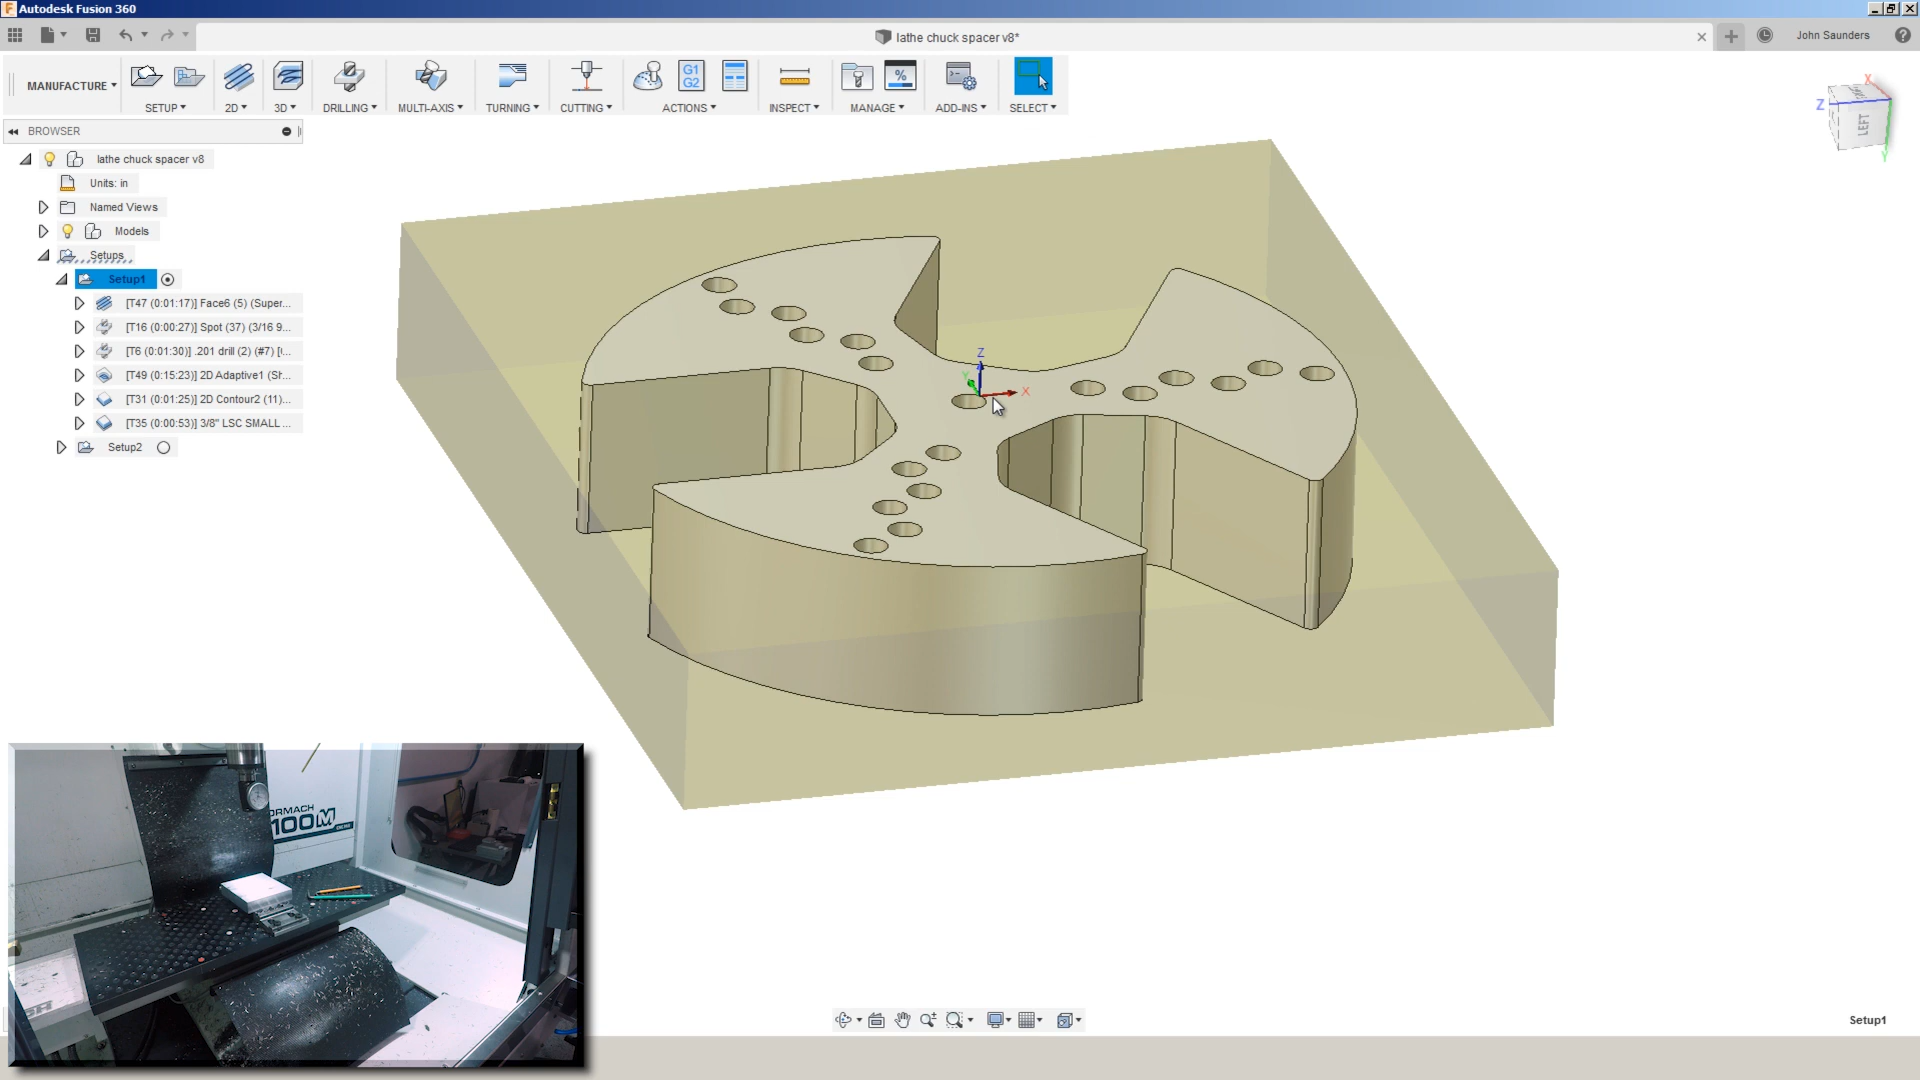 Autodesk Fusion 360
lathe chuck spacer v8*
John Saunders
MANUFACTURE
SETUP
2D
3D
DRILLING
MULTI-AXIS
TURNING
CUTTING
G1
G2
ACTIONS
INSPECT
%
MANAGE
ADD-INS
SELECT
BROWSER
lathe chuck spacer v8
Units: in
Named Views
Models
Setups
Setup1
[T47 (0:01:17)] Face6 (5) (Super...
[T16 (0:00:27)] Spot (37) (3/16 9...
[T6 (0:01:30)] .201 drill (2) (#7) [(...
[T49 (0:15:23)] 2D Adaptive1 (Sh...
[T31 (0:01:25)] 2D Contour2 (11)...
[T35 (0:00:53)] 3/8" LSC SMALL ...
Setup2
X
Z
LEFT
Y
Z
Y
X
ORMACH
100M
Setup1